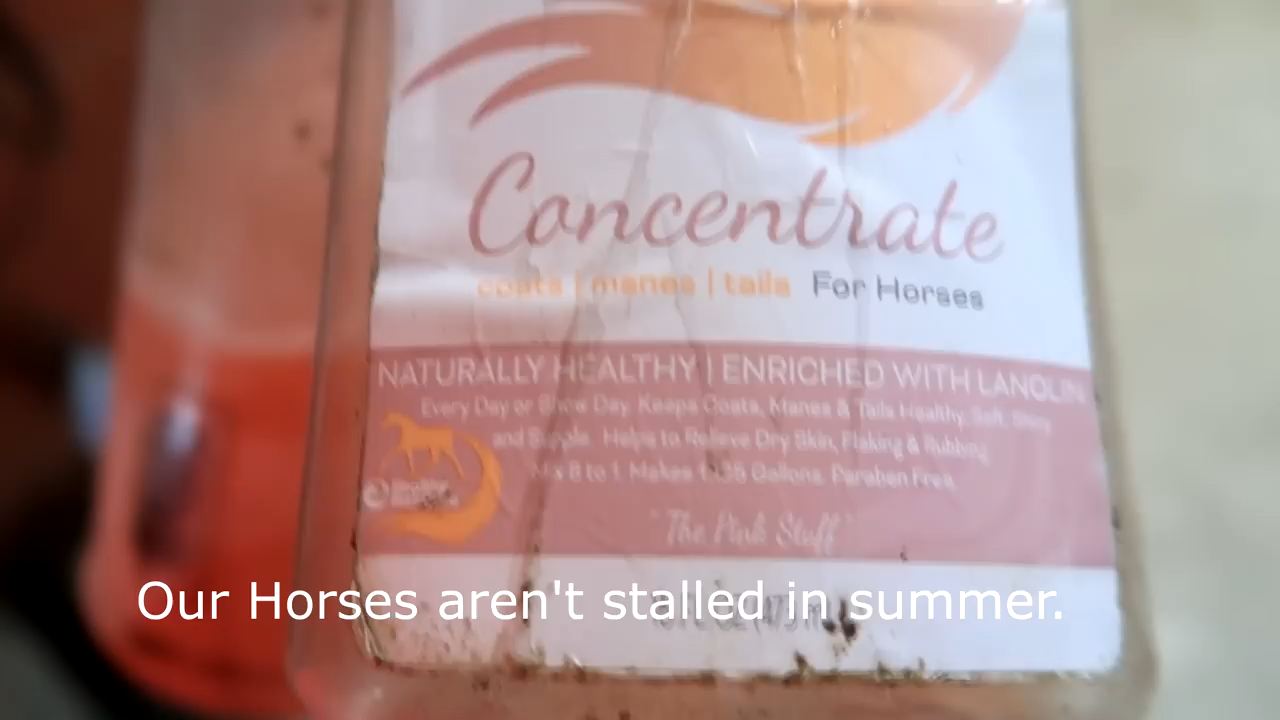 Concentrate
coats | manes | tails For Horses
NATURALLY HEALTHY | ENRICHED WITH LANOLIN
Every Day or Show Day. Keeps Coats, Manes & Tails Healthy, Soft, Shiny
and Supple. Helps to Relieve Dry Skin, Flaking & Rubbing.
Mix 8 to 1. Makes Gallons. Paraben Free.
"The Pink Stuff"
Our Horses aren't stalled in summer.